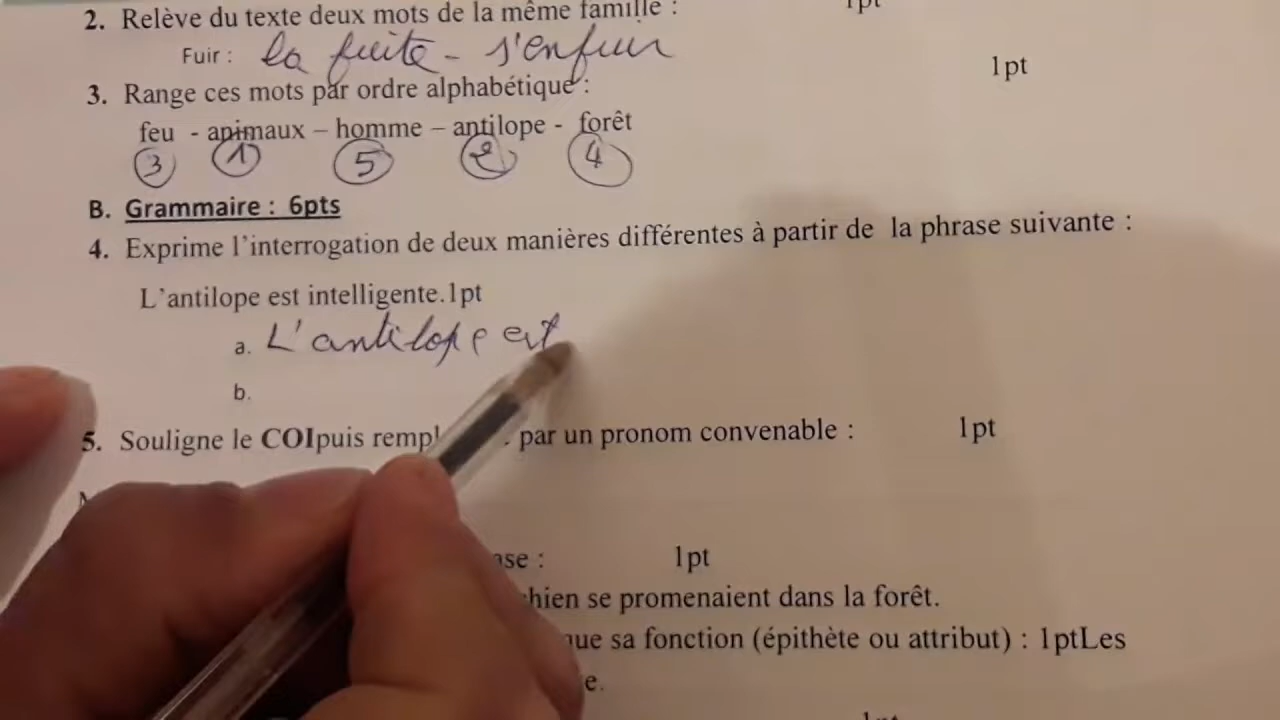 2. Relève du texte deux mots de la même famille :
1pt
Fuir : la fuite - s'enfuir
1pt
3. Range ces mots par ordre alphabétique :
feu - animaux – homme – antilope - forêt
3 1 5 2 4
B. Grammaire : 6pts
4. Exprime l'interrogation de deux manières différentes à partir de la phrase suivante :
L'antilope est intelligente.1pt
a. L'antilope est
b.
5. Souligne le COIpuis par un pronom convenable : 1pt
1pt
se promenaient dans la forêt.
sa fonction (épithète ou attribut) : 1ptLes
1pt